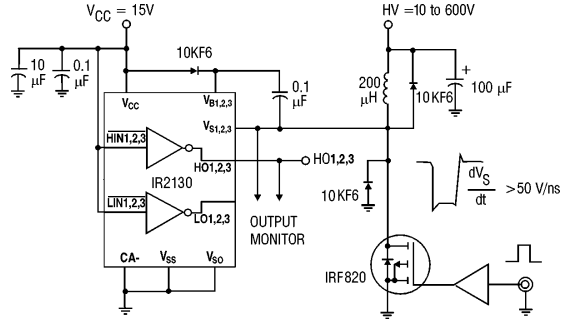 V_CC = 15V
HV =10 to 600V
10KF6
10 μF
0.1 μF
0.1 μF
200 μH
10KF6
+
100 μF
V_CC
V_B1,2,3
V_S1,2,3
HIN1,2,3
HO1,2,3
HO1,2,3
IR2130
LIN1,2,3
LO1,2,3
OUTPUT
MONITOR
10 KF6
dV_S
dt
>50 V/ns
CA-
V_SS
V_SO
IRF820